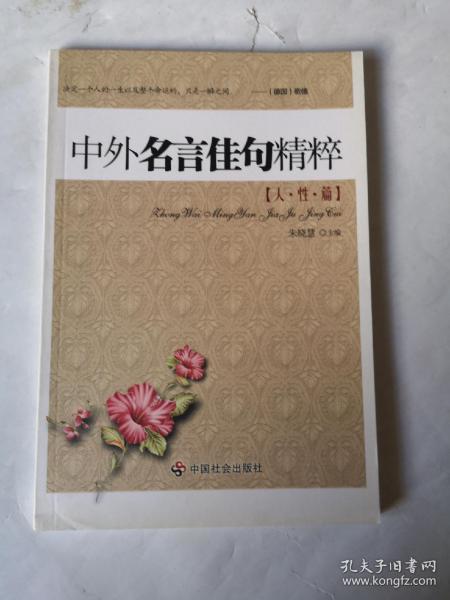 决定一个人的一生以及整个命运的，只是一瞬之间。 ——（德国）歌德
中外名言佳句精粹
【人·性·篇】
Zhong Wai Ming Yan Jia Ju Jing Cui
朱晓慧 ◎主编
中国社会出版社
孔夫子旧书网
www.kongfz.com